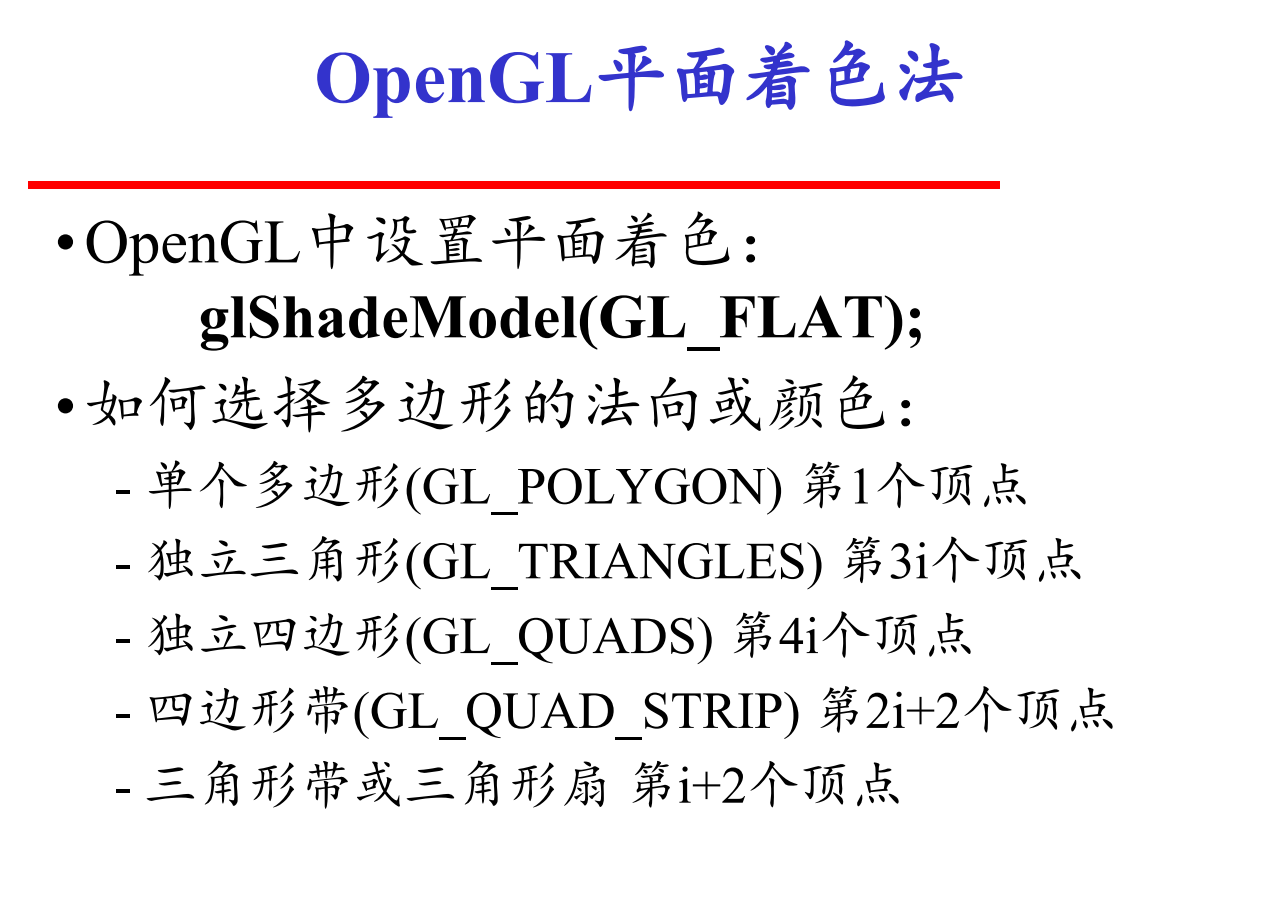 OpenGL平面着色法
•OpenGL中设置平面着色：
glShadeModel(GL_FLAT);
•如何选择多边形的法向或颜色：
- 单个多边形(GL_POLYGON) 第1个顶点
- 独立三角形(GL_TRIANGLES) 第3i个顶点
- 独立四边形(GL_QUADS) 第4i个顶点
- 四边形带(GL_QUAD_STRIP) 第2i+2个顶点
- 三角形带或三角形扇 第i+2个顶点